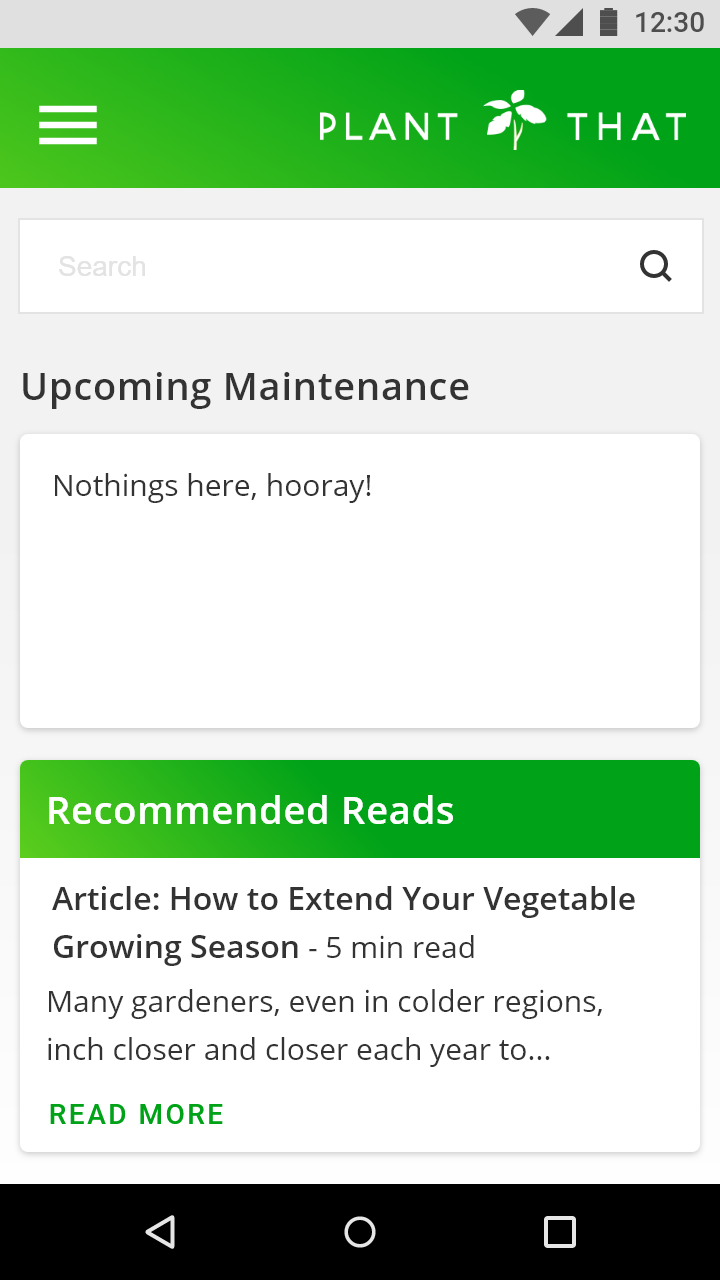 12:30
PLANT THAT
Search
Upcoming Maintenance
Nothings here, hooray!
Recommended Reads
Article: How to Extend Your Vegetable
Growing Season - 5 min read
Many gardeners, even in colder regions,
inch closer and closer each year to...
READ MORE